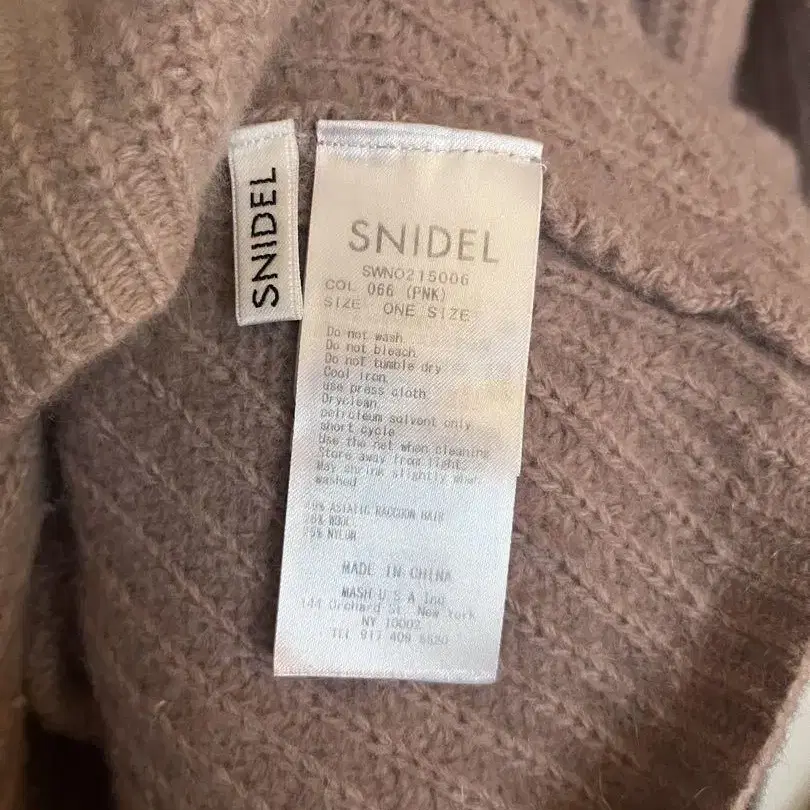 SNIDEL
SNIDEL
SWNO215006
COL 066 (PNK)
SIZE ONE SIZE
Do not wash
Do not bleach
Do not tumble dry
Cool iron
use press cloth
Dryclean
petroleum solvent only
short cycle
Use the net when cleaning
Store away from light
May shrink slightly when
washed
ASIATIC RACCOON HAIR
WOOL
NYLON
MADE IN CHINA
MASH U S A Inc
144 Orchard St New York
NY 10002
TEL 917 409